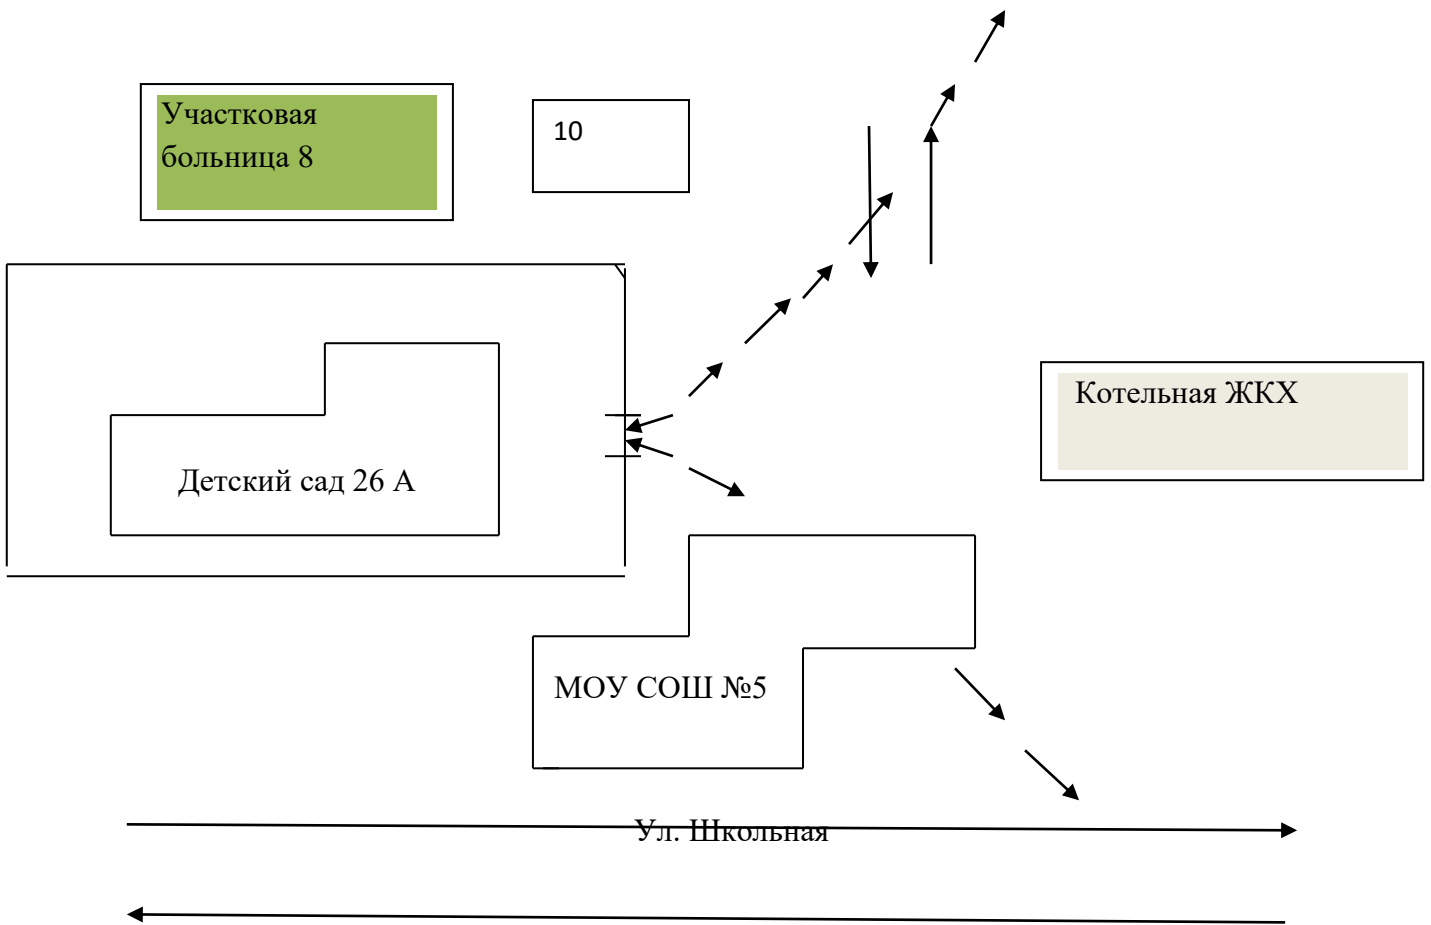 Участковая
больница 8
10
Котельная ЖКХ
Детский сад 26 А
МОУ СОШ №5
Ул. Школьная